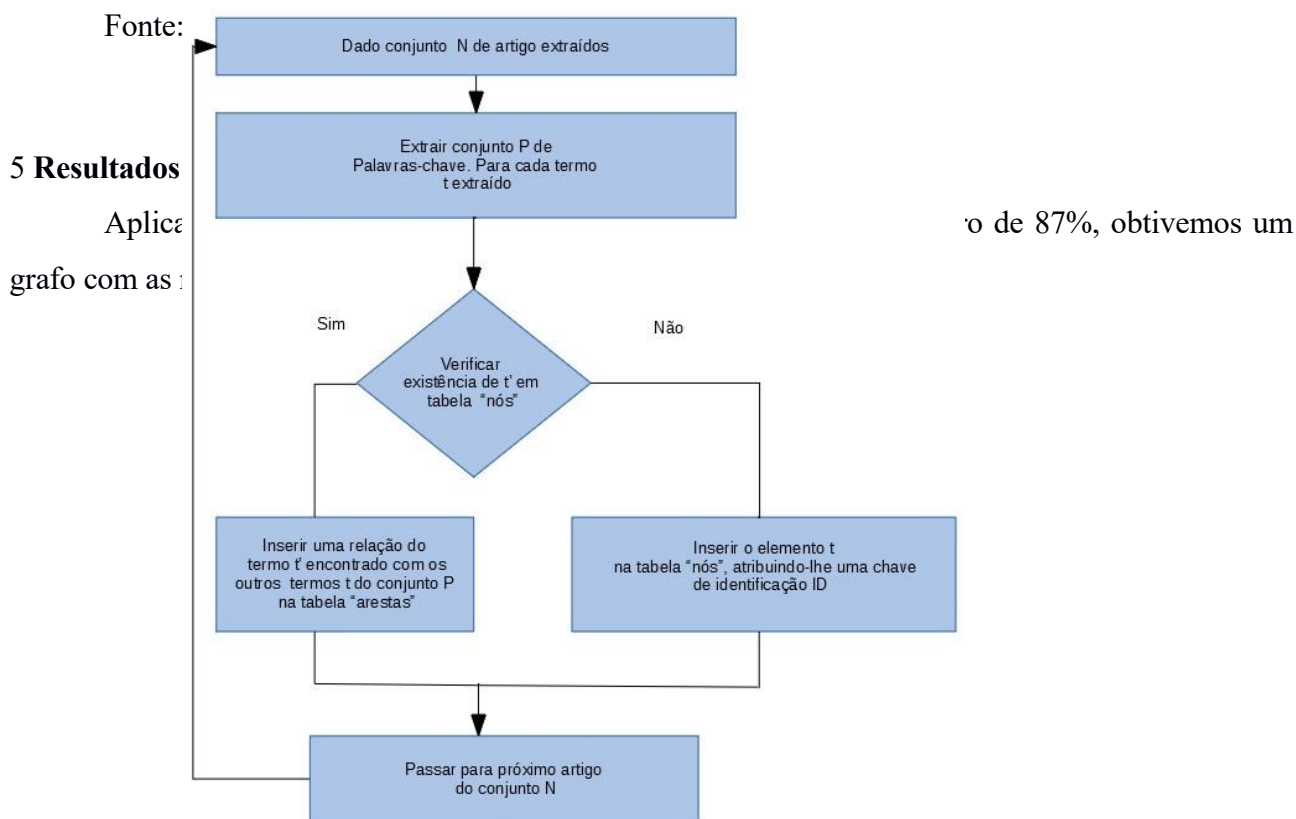 Fonte:
Dado conjunto N de artigo extraídos
Extrair conjunto P de
Palavras-chave. Para cada termo
t extraído
5 Resultados
de 87%, obtivemos um
grafo com as
Sim
Não
Verificar
existência de t' em
tabela "nós"
Inserir uma relação do
termo t' encontrado com os
outros termos t do conjunto P
na tabela "arestas"
Inserir o elemento t
na tabela "nós", atribuindo-lhe uma chave
de identificação ID
Passar para próximo artigo
do conjunto N